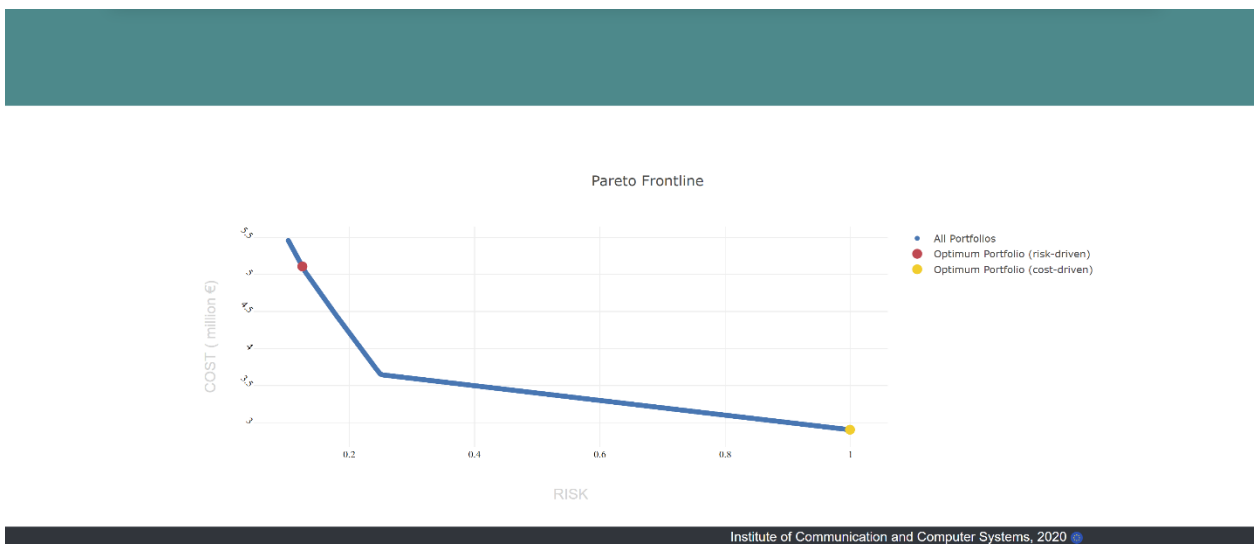 Pareto Frontline
5.5
5
4.5
4
3.5
3
COST ( million €)
0.2
0.4
0.6
0.8
1
RISK
All Portfolios
Optimum Portfolio (risk-driven)
Optimum Portfolio (cost-driven)
Institute of Communication and Computer Systems, 2020